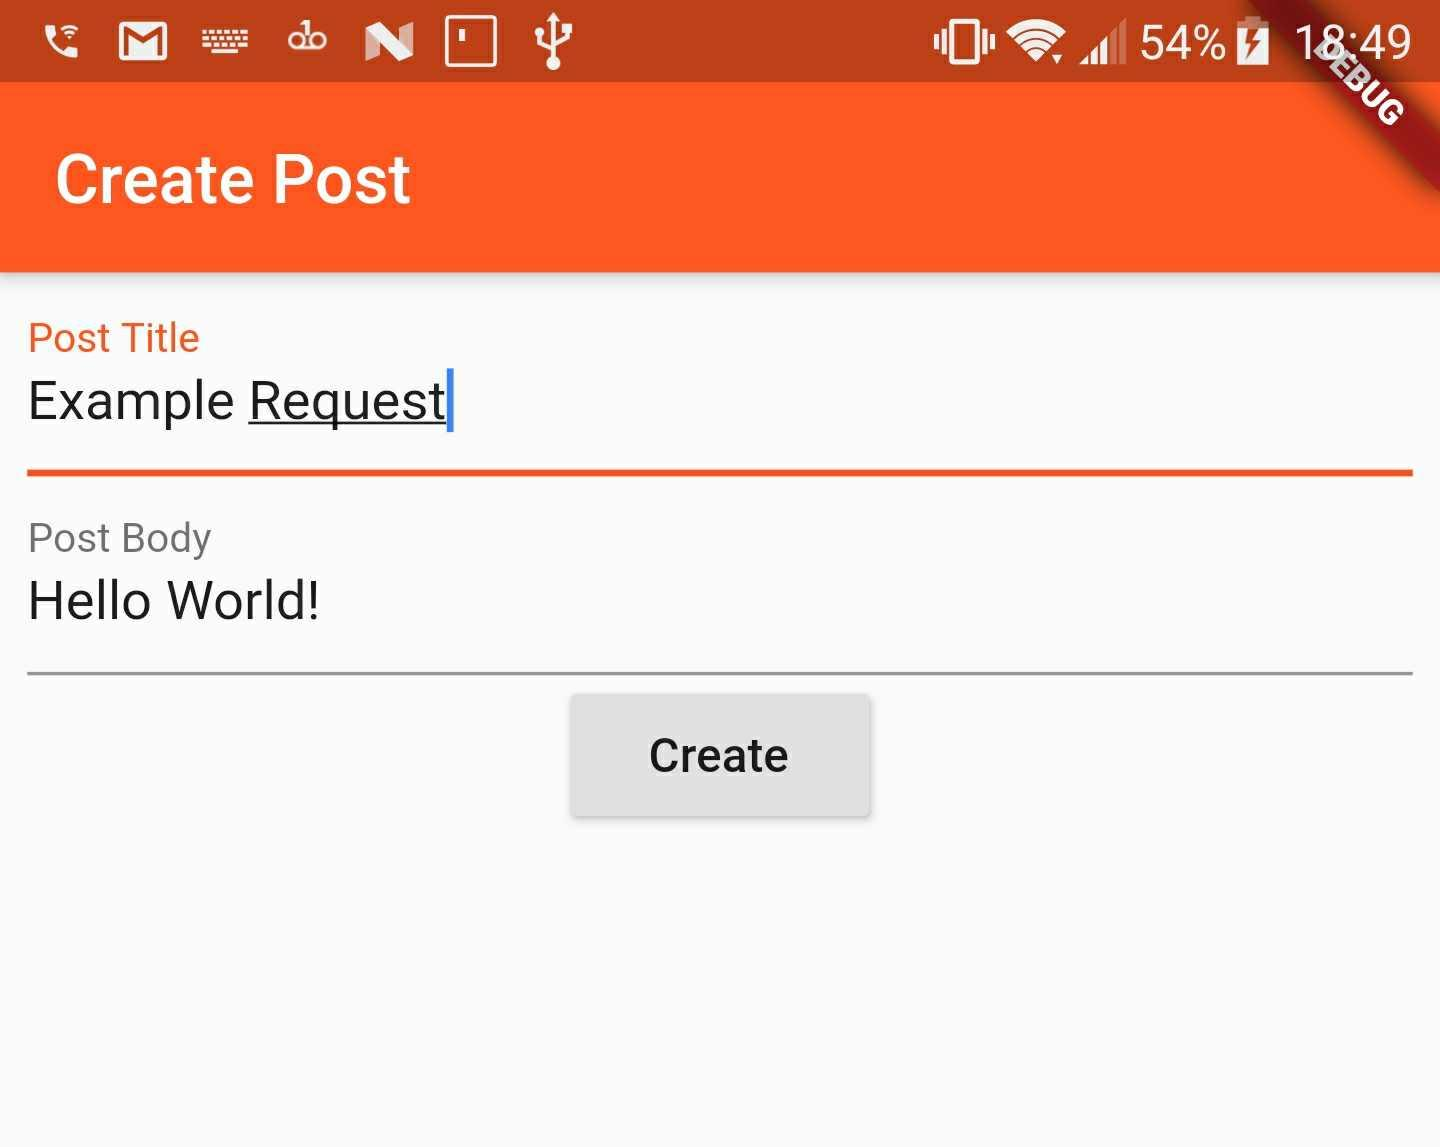 54% 18:49
DEBUG
Create Post
Post Title
Example Request
Post Body
Hello World!
Create